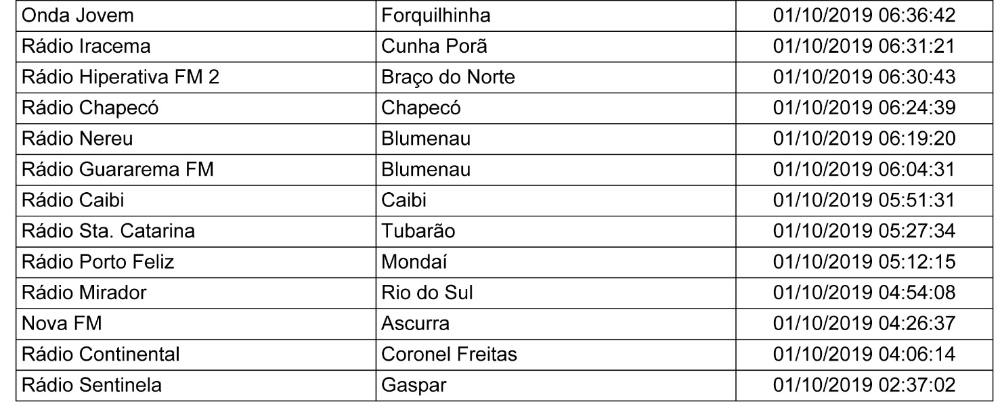 Onda Jovem Forquilhinha 01/10/2019 06:36:42
Rádio Iracema Cunha Porã 01/10/2019 06:31:21
Rádio Hiperativa FM 2 Braço do Norte 01/10/2019 06:30:43
Rádio Chapecó Chapecó 01/10/2019 06:24:39
Rádio Nereu Blumenau 01/10/2019 06:19:20
Rádio Guararema FM Blumenau 01/10/2019 06:04:31
Rádio Caibi Caibi 01/10/2019 05:51:31
Rádio Sta. Catarina Tubarão 01/10/2019 05:27:34
Rádio Porto Feliz Mondaí 01/10/2019 05:12:15
Rádio Mirador Rio do Sul 01/10/2019 04:54:08
Nova FM Ascurra 01/10/2019 04:26:37
Rádio Continental Coronel Freitas 01/10/2019 04:06:14
Rádio Sentinela Gaspar 01/10/2019 02:37:02